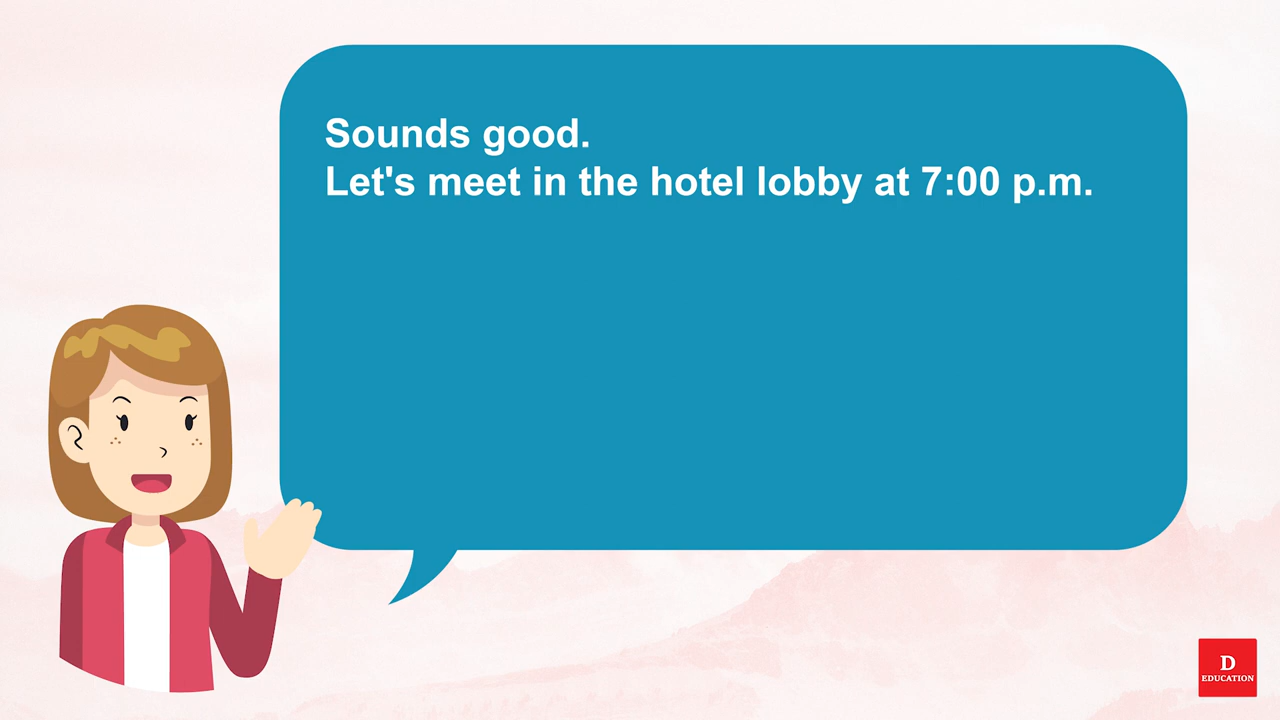 Sounds good.
Let's meet in the hotel lobby at 7:00 p.m.
D
EDUCATION